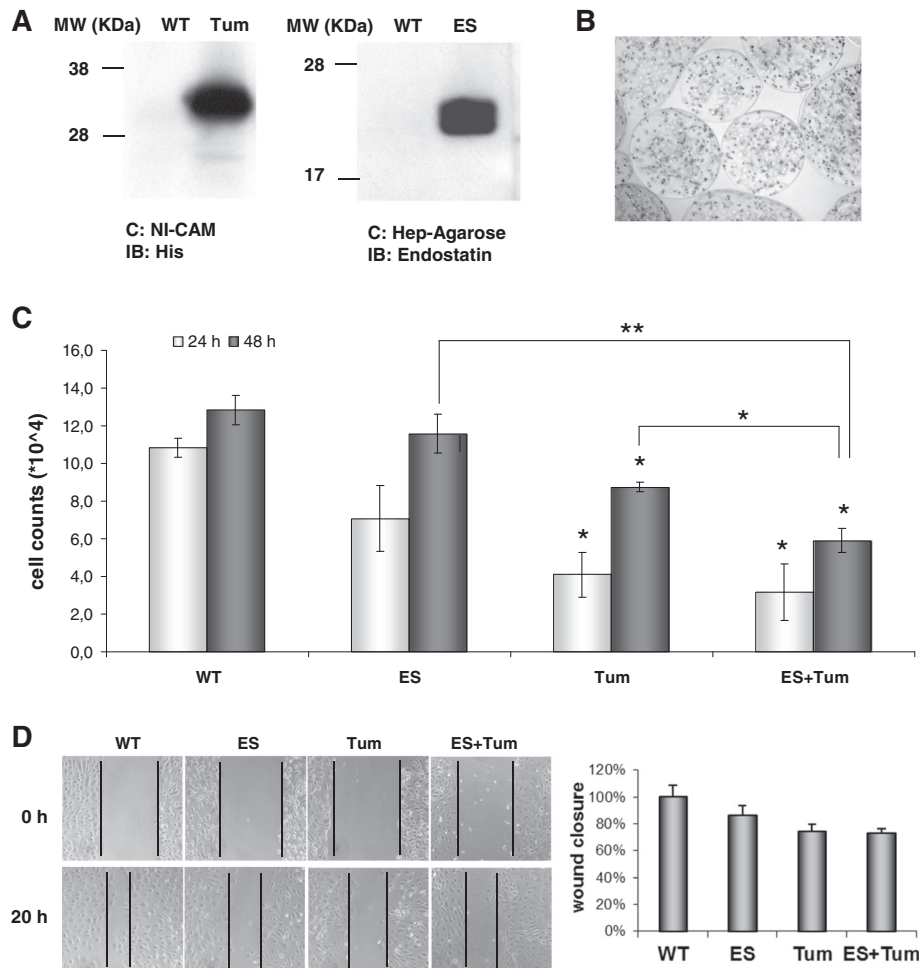 A
MW (KDa) WT Tum
38
28
C: NI-CAM
IB: His
MW (KDa) WT ES
28
17
C: Hep-Agarose
IB: Endostatin
B
C
24 h 48 h
cell counts (*10^4)
16,0
14,0
12,0
10,0
8,0
6,0
4,0
2,0
0,0
**
*
*
*
*
*
WT ES Tum ES+Tum
D
WT ES Tum ES+Tum
0 h
20 h
wound closure
120%
100%
80%
60%
40%
20%
0%
WT ES Tum ES+Tum